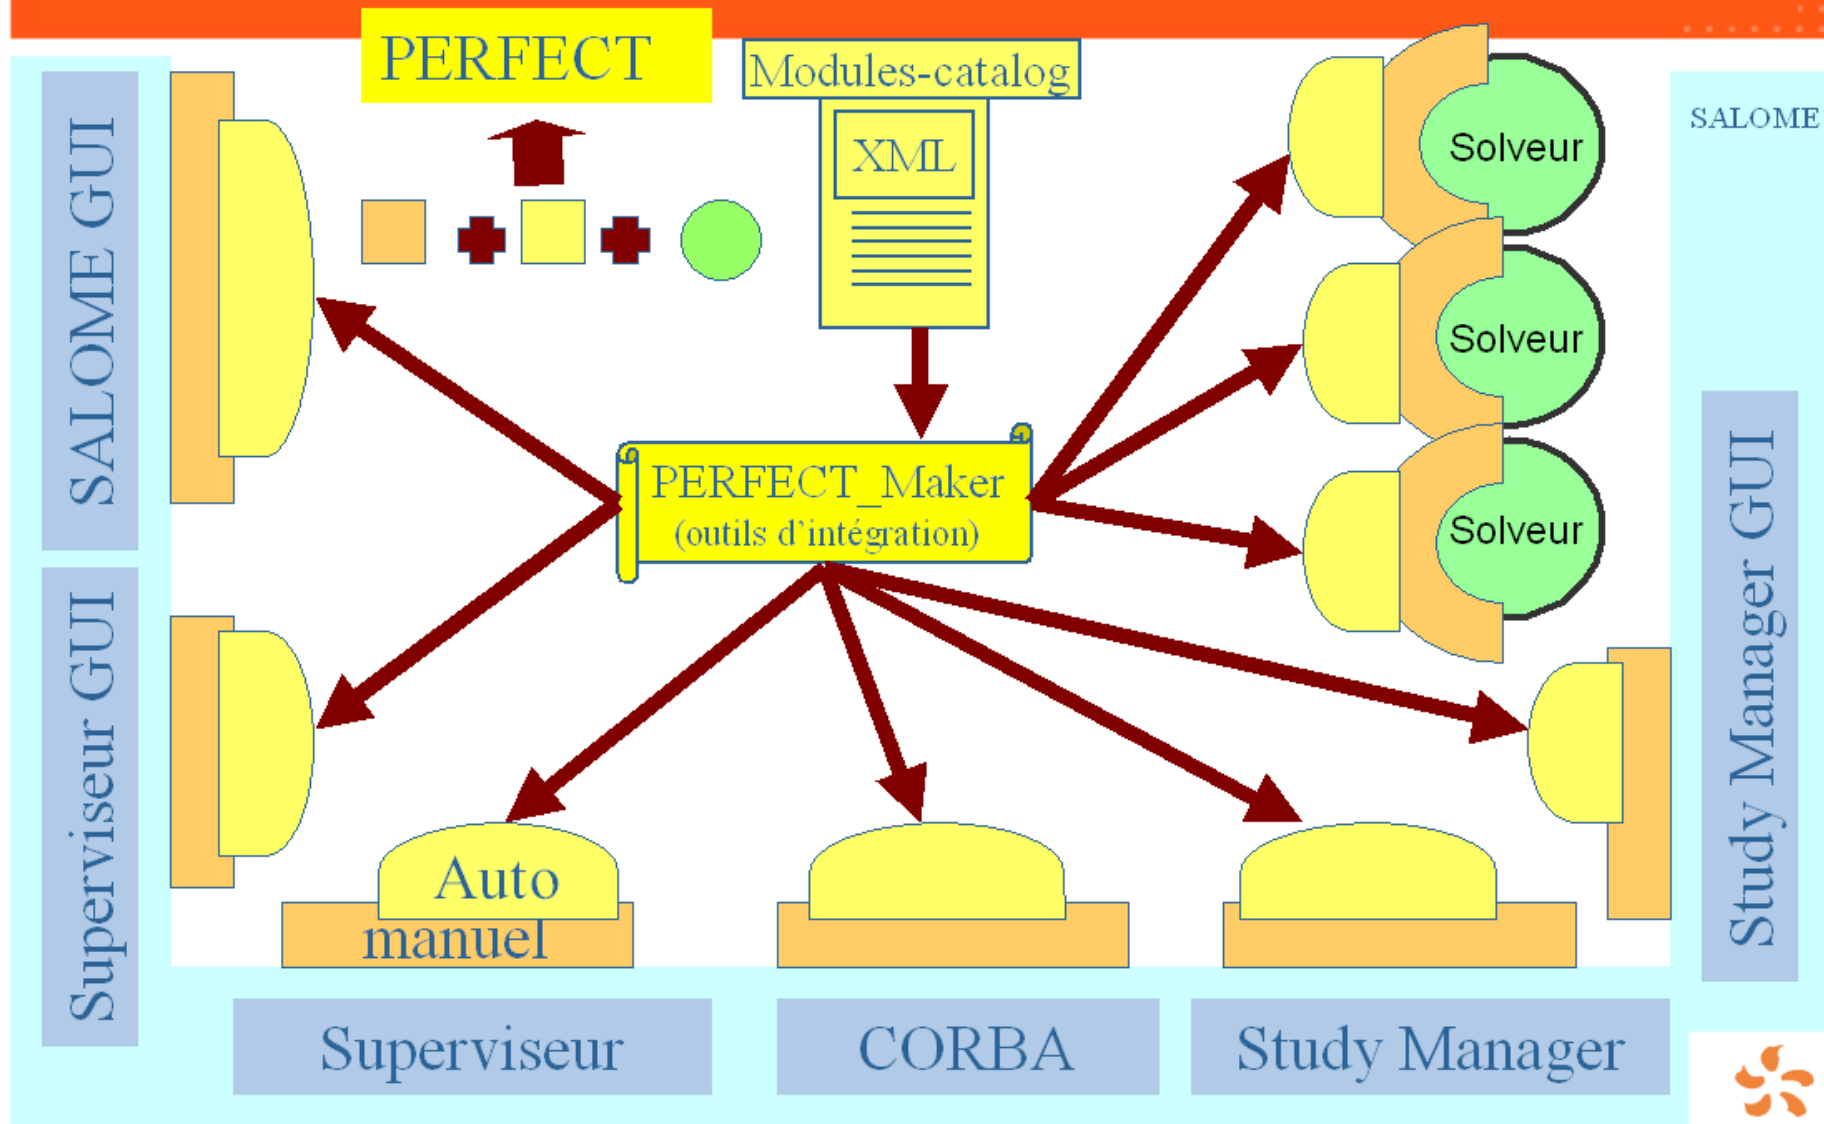 PERFECT
Modules-catalog
XML
SALOME
Solveur
Solveur
Solveur
SALOME GUI
Superviseur GUI
PERFECT_Maker
(outils d'intégration)
Study Manager GUI
Auto
manuel
Superviseur
CORBA
Study Manager